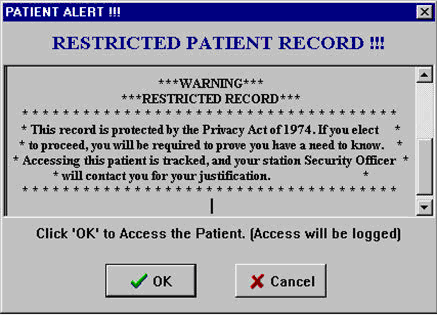 PATIENT ALERT !!!
RESTRICTED PATIENT RECORD !!!
***WARNING***
***RESTRICTED RECORD***
* * * * * * * * * * * * * * * * * * * * * * * * * * * * * * * * * * * * *
* This record is protected by the Privacy Act of 1974. If you elect *
* to proceed, you will be required to prove you have a need to know. *
* Accessing this patient is tracked, and your station Security Officer *
* will contact you for your justification. *
* * * * * * * * * * * * * * * * * * * * * * * * * * * * * * * * * * * * *
Click 'OK' to Access the Patient. (Access will be logged)
OK Cancel